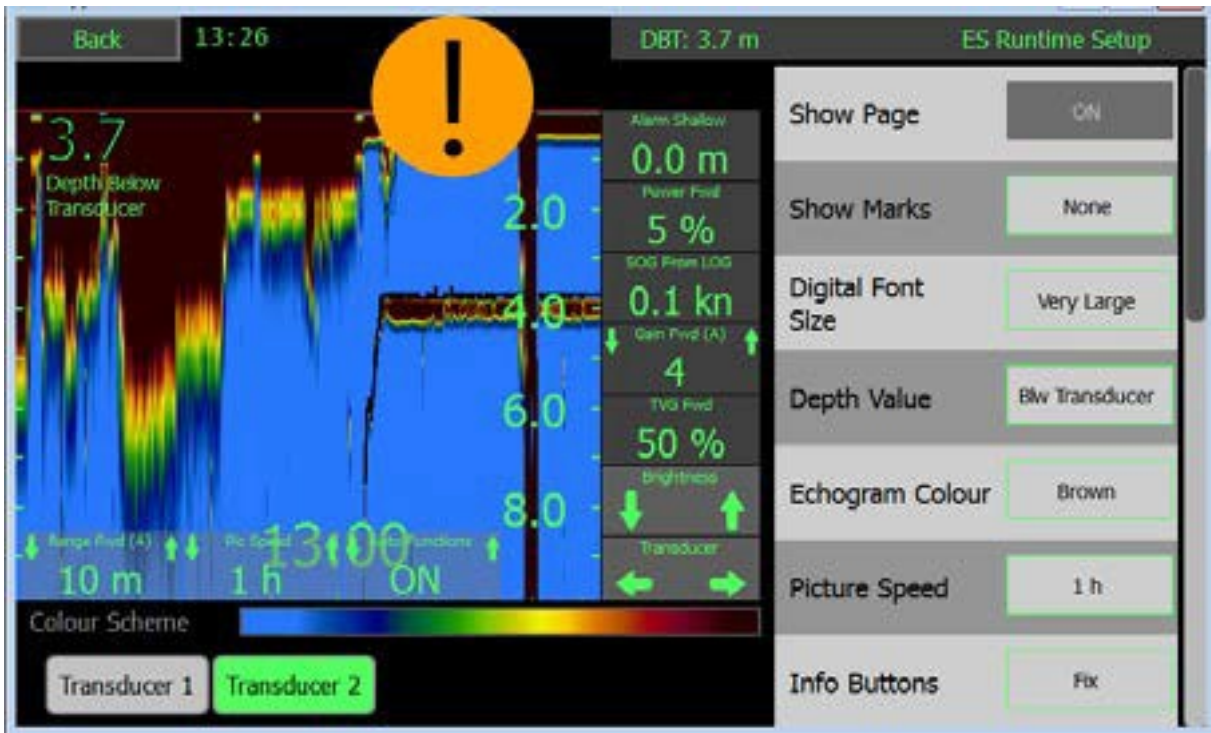 Back
13:26
DBT: 3.7 m
ES Runtime Setup
!
3.7
Depth Below
Transducer
2.0
4.0
6.0
8.0
13:00
Range Fwd (A)
10 m
Pic Speed
1 h
Functions
ON
Alarm Shallow
0.0 m
Power Fwd
5 %
SOG From LOG
0.1 kn
Gain Fwd (A)
4
TVG Fwd
50 %
Brightness
Transducer
Colour Scheme
Transducer 1
Transducer 2
Show Page
ON
Show Marks
None
Digital Font
Size
Very Large
Depth Value
Blw Transducer
Echogram Colour
Brown
Picture Speed
1 h
Info Buttons
Fix